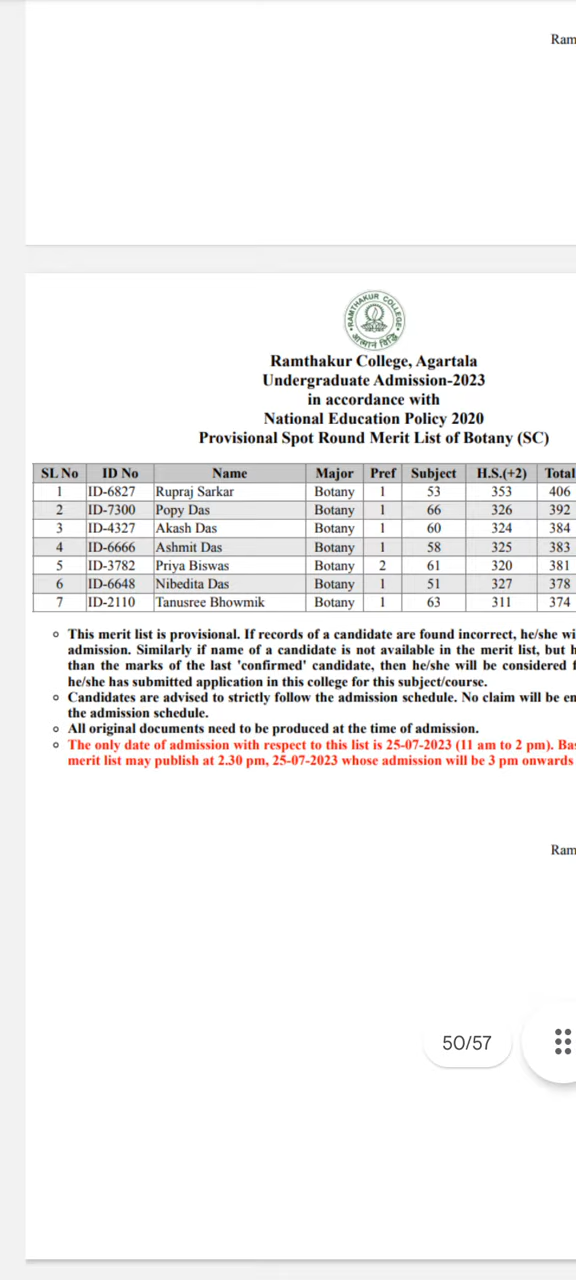 Ram
RAMTHAKUR COLLEGE
आत्मानं विद्धि
Ramthakur College, Agartala
Undergraduate Admission-2023
in accordance with
National Education Policy 2020
Provisional Spot Round Merit List of Botany (SC)
SL No ID No Name Major Pref Subject H.S.(+2) Total
1 ID-6827 Rupraj Sarkar Botany 1 53 353 406
2 ID-7300 Popy Das Botany 1 66 326 392
3 ID-4327 Akash Das Botany 1 60 324 384
4 ID-6666 Ashmit Das Botany 1 58 325 383
5 ID-3782 Priya Biswas Botany 2 61 320 381
6 ID-6648 Nibedita Das Botany 1 51 327 378
7 ID-2110 Tanusree Bhowmik Botany 1 63 311 374
This merit list is provisional. If records of a candidate are found incorrect, he/she wi
admission. Similarly if name of a candidate is not available in the merit list, but h
than the marks of the last 'confirmed' candidate, then he/she will be considered f
he/she has submitted application in this college for this subject/course.
Candidates are advised to strictly follow the admission schedule. No claim will be en
the admission schedule.
All original documents need to be produced at the time of admission.
The only date of admission with respect to this list is 25-07-2023 (11 am to 2 pm). Bas
merit list may publish at 2.30 pm, 25-07-2023 whose admission will be 3 pm onwards
Ram
50/57